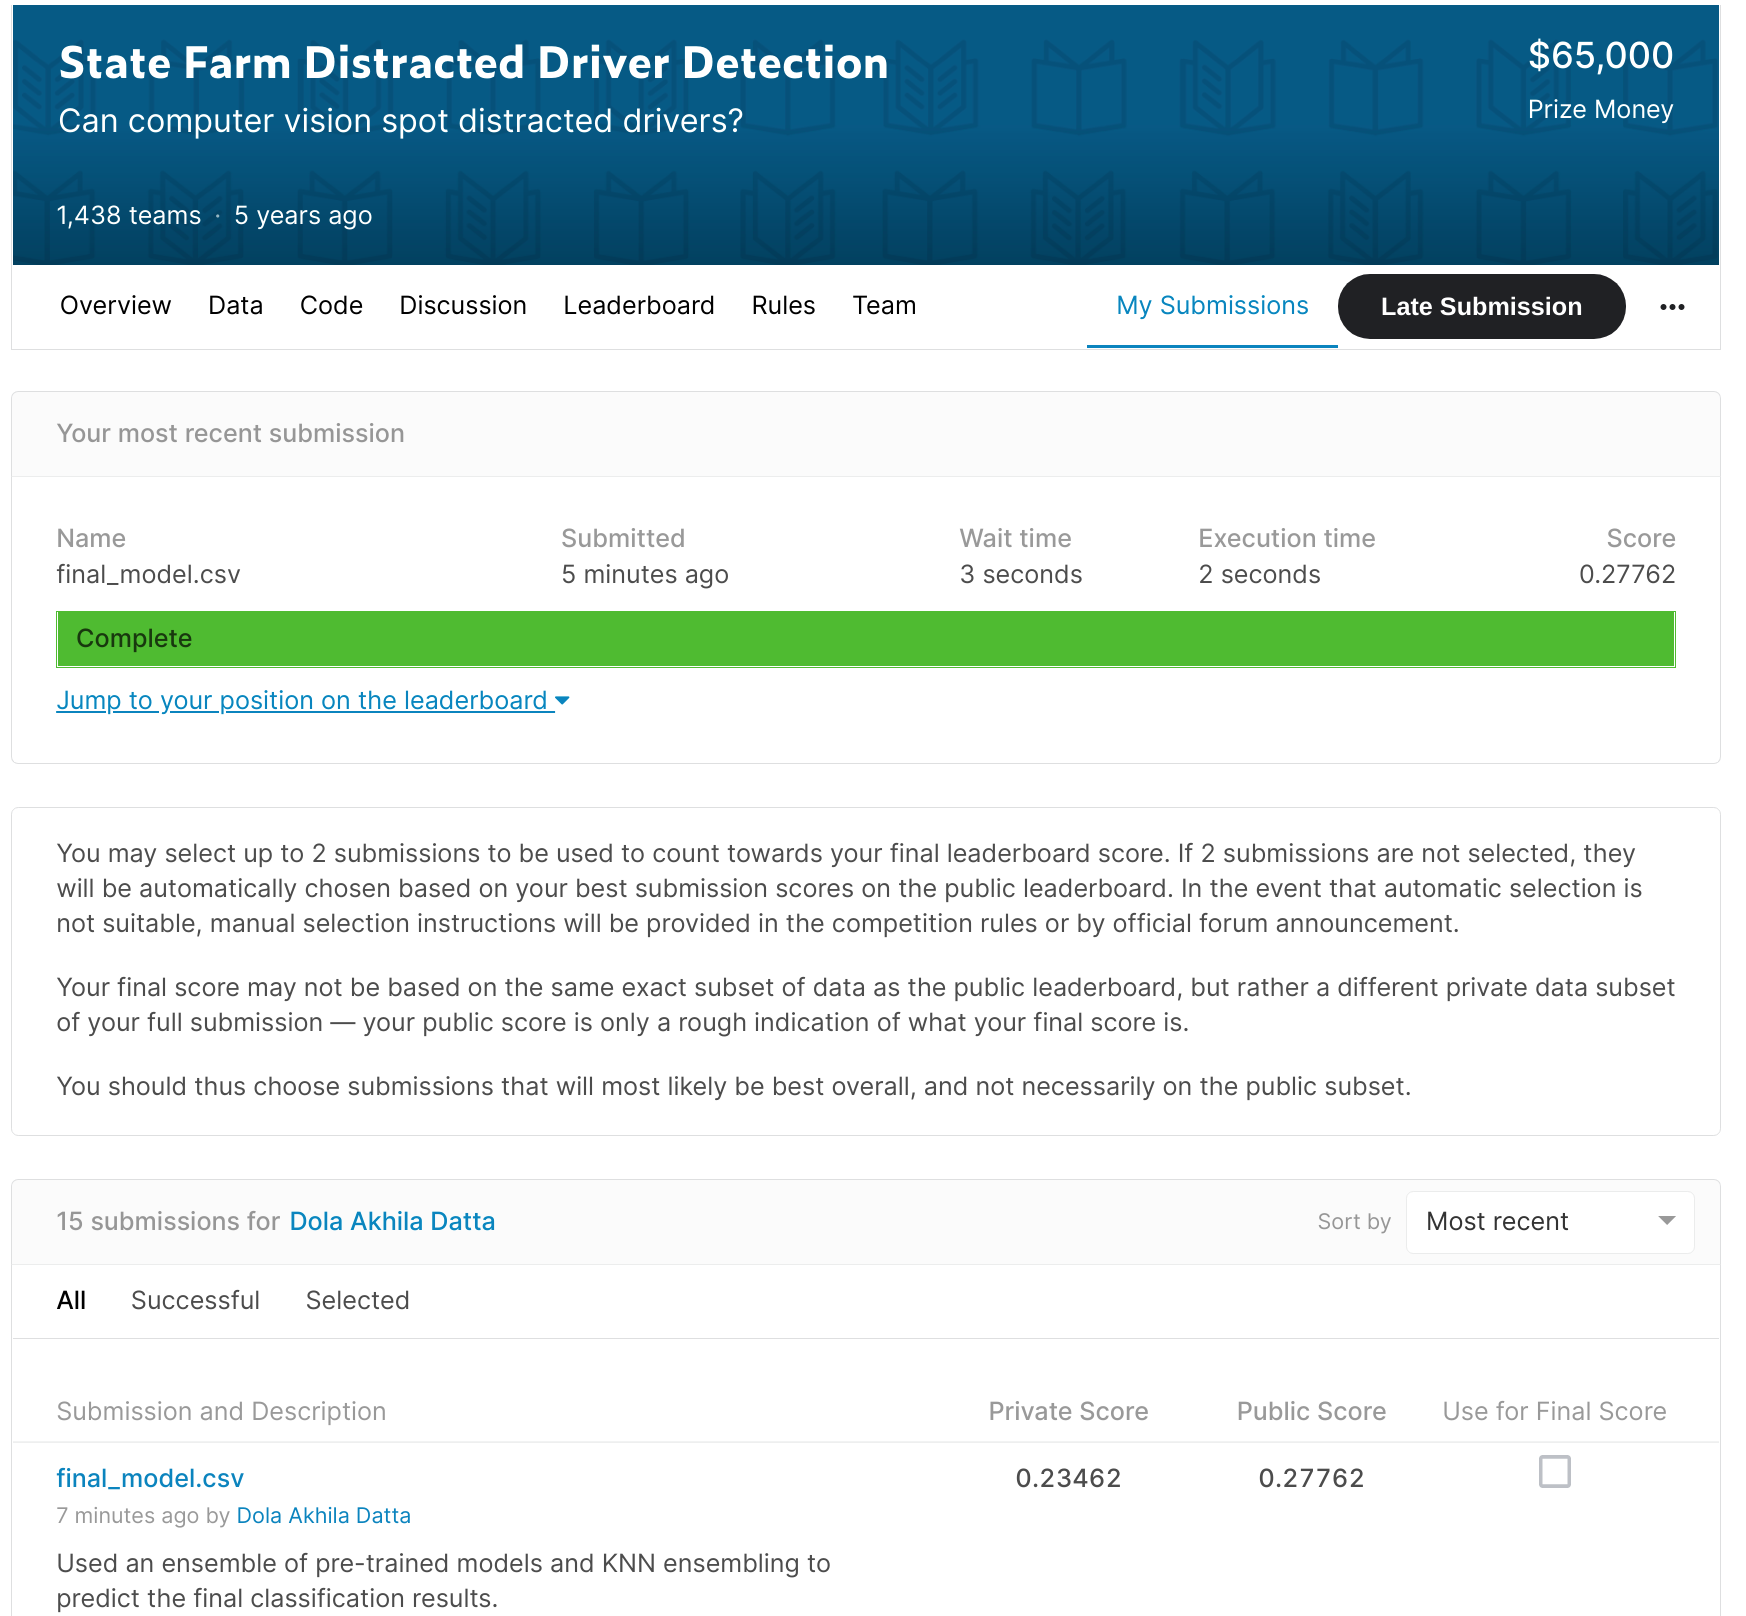 State Farm Distracted Driver Detection
$65,000
Can computer vision spot distracted drivers?
Prize Money
1,438 teams · 5 years ago
Overview Data Code Discussion Leaderboard Rules Team My Submissions Late Submission •••
Your most recent submission
Name Submitted Wait time Execution time Score
final_model.csv 5 minutes ago 3 seconds 2 seconds 0.27762
Complete
Jump to your position on the leaderboard
You may select up to 2 submissions to be used to count towards your final leaderboard score. If 2 submissions are not selected, they
will be automatically chosen based on your best submission scores on the public leaderboard. In the event that automatic selection is
not suitable, manual selection instructions will be provided in the competition rules or by official forum announcement.
Your final score may not be based on the same exact subset of data as the public leaderboard, but rather a different private data subset
of your full submission — your public score is only a rough indication of what your final score is.
You should thus choose submissions that will most likely be best overall, and not necessarily on the public subset.
15 submissions for Dola Akhila Datta Sort by Most recent
All Successful Selected
Submission and Description Private Score Public Score Use for Final Score
final_model.csv 0.23462 0.27762
7 minutes ago by Dola Akhila Datta
Used an ensemble of pre-trained models and KNN ensembling to
predict the final classification results.